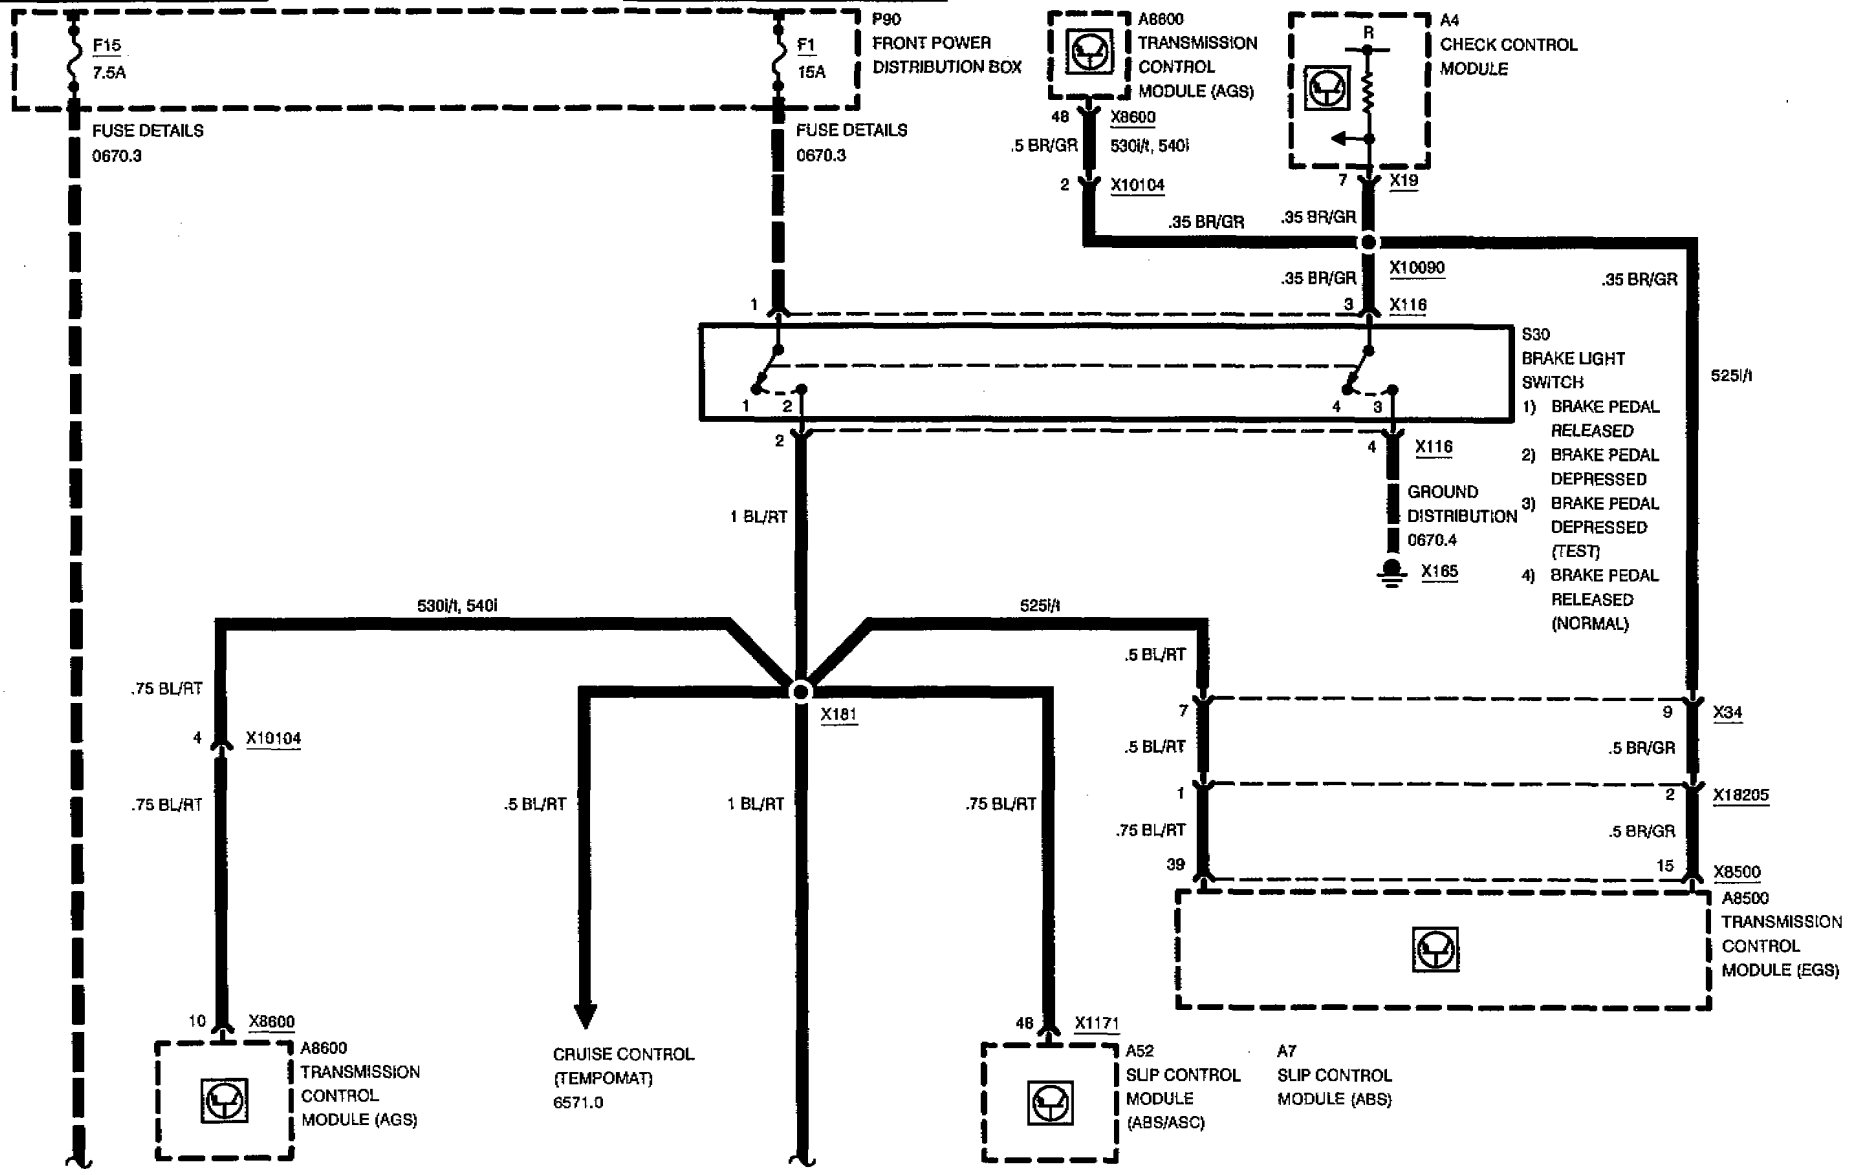 F15
7.5A
FUSE DETAILS
0670.3
F1
15A
FUSE DETAILS
0670.3
P90
FRONT POWER
DISTRIBUTION BOX
A8600
TRANSMISSION
CONTROL
MODULE (AGS)
48
X8600
.5 BR/GR
530i/t, 540i
2
X10104
.35 BR/GR
R
A4
CHECK CONTROL
MODULE
7
X19
.35 BR/GR
X10090
.35 BR/GR
.35 BR/GR
1
3
X116
1
2
4
3
S30
BRAKE LIGHT
SWITCH
1) BRAKE PEDAL
RELEASED
2) BRAKE PEDAL
DEPRESSED
3) BRAKE PEDAL
DEPRESSED
(TEST)
4) BRAKE PEDAL
RELEASED
(NORMAL)
525i/t
2
4
X116
1 BL/RT
GROUND
DISTRIBUTION
0670.4
X165
530i/t, 540i
525i/t
.75 BL/RT
4
X10104
.75 BL/RT
X181
.5 BL/RT
1 BL/RT
.75 BL/RT
.5 BL/RT
7
9
X34
.5 BL/RT
.5 BR/GR
1
2
X18205
.75 BL/RT
.5 BR/GR
39
15
X8500
A8500
TRANSMISSION
CONTROL
MODULE (EGS)
10
X8600
A8600
TRANSMISSION
CONTROL
MODULE (AGS)
CRUISE CONTROL
(TEMPOMAT)
6571.0
48
X1171
A52
SLIP CONTROL
MODULE
(ABS/ASC)
A7
SLIP CONTROL
MODULE (ABS)